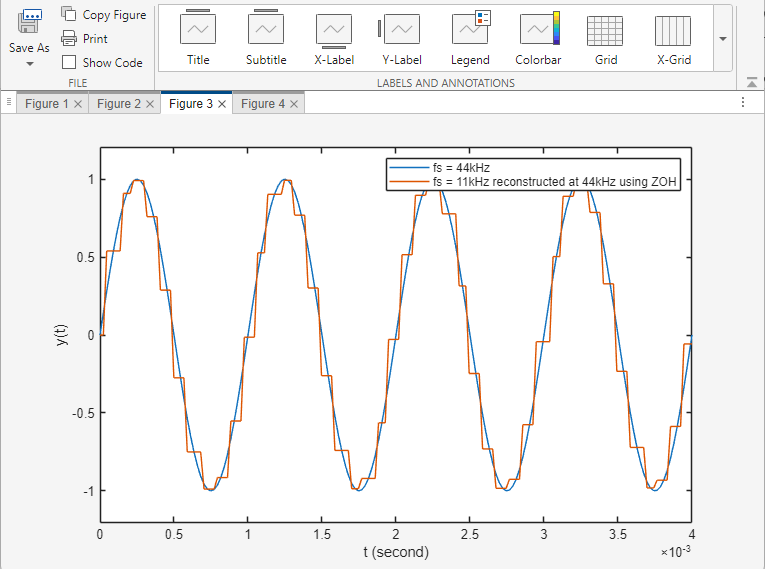 Save As
Copy Figure
Print
Show Code
FILE
Title
Subtitle
X-Label
Y-Label
Legend
Colorbar
Grid
X-Grid
LABELS AND ANNOTATIONS
Figure 1 × Figure 2 × Figure 3 × Figure 4 ×
fs = 44kHz
fs = 11kHz reconstructed at 44kHz using ZOH
1
0.5
0
-0.5
-1
y(t)
0 0.5 1 1.5 2 2.5 3 3.5 4
t (second)
×10⁻³